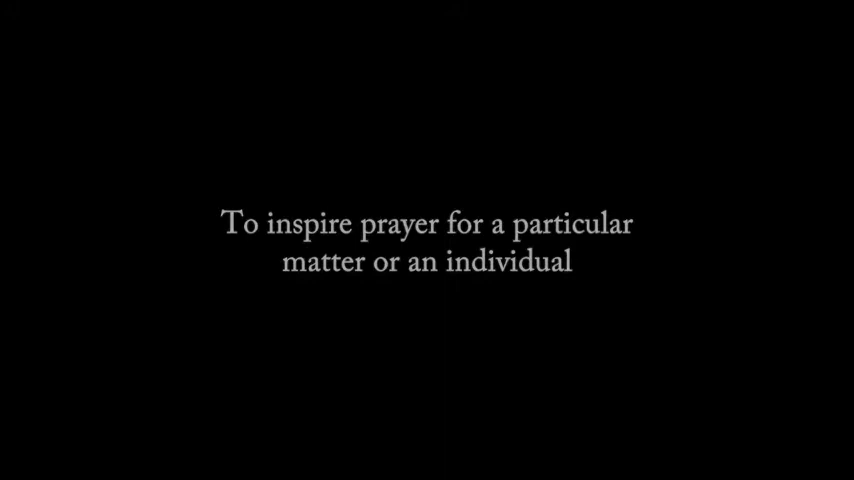 To inspire prayer for a particular
matter or an individual